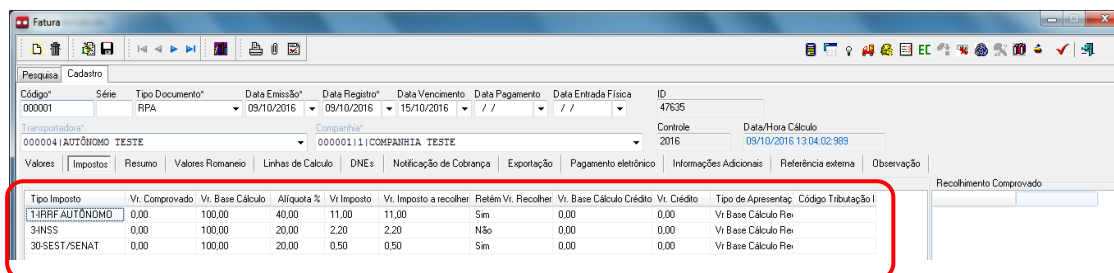 Fatura
EC
Pesquisa Cadastro
Código* Série Tipo Documento* Data Emissão* Data Registro* Data Vencimento Data Pagamento Data Entrada Física ID
000001 RPA 09/10/2016 09/10/2016 15/10/2016 / / / / 47635
Transportadora* Companhia* Controle Data/Hora Cálculo
000004|AUTÔNOMO TESTE 000001|1|COMPANHIA TESTE 2016 09/10/2016 13:04:02:989
Valores Impostos Resumo Valores Romaneio Linhas de Calculo DNEs Notificação de Cobrança Exportação Pagamento eletrônico Informações Adicionais Referência externa Observação
Recolhimento Comprovado
Tipo Imposto Vr. Comprovado Vr. Base Cálculo Alíquota % Vr Imposto Vr. Imposto a recolher Retém Vr. Recolher Vr. Base Cálculo Crédito Vr. Crédito Tipo de Apresentaç Código Tributação I
1-IRRF AUTÔNOMO 0,00 100,00 40,00 11,00 11,00 Sim 0,00 0,00 Vr Base Cálculo Re
3-INSS 0,00 100,00 20,00 2,20 2,20 Não 0,00 0,00 Vr Base Cálculo Re
30-SEST/SENAT 0,00 100,00 20,00 0,50 0,50 Sim 0,00 0,00 Vr Base Cálculo Re